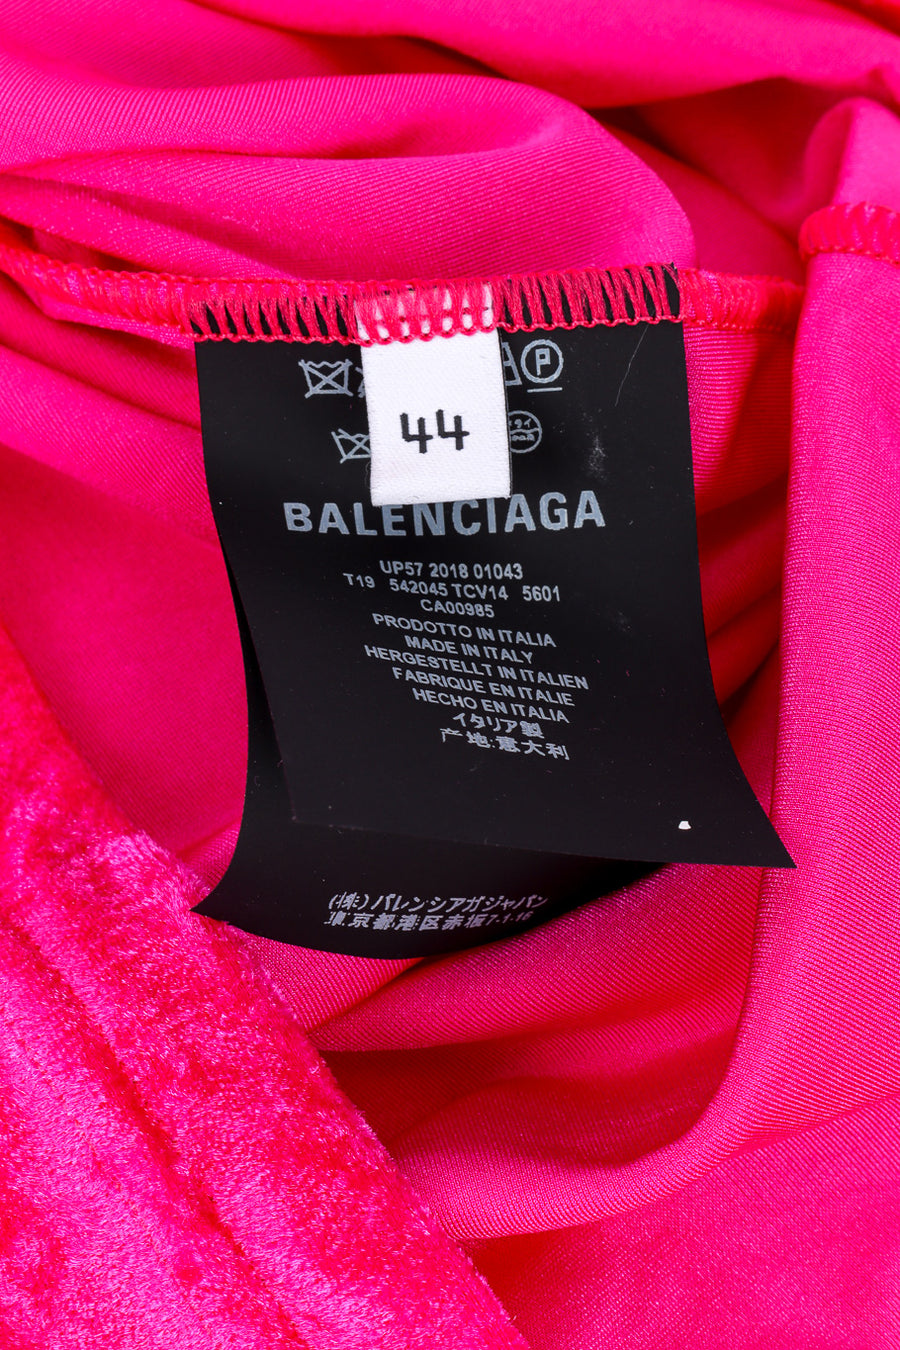 P
44
BALENCIAGA
UP57 2018 01043
T19 542045 TCV14 5601
CA00985
PRODOTTO IN ITALIA
MADE IN ITALY
HERGESTELLT IN ITALIEN
FABRIQUE EN ITALIE
HECHO EN ITALIA
イタリア製
产地:意大利
(株)バレンシアガジャパン
東京都港区赤坂7-1-16